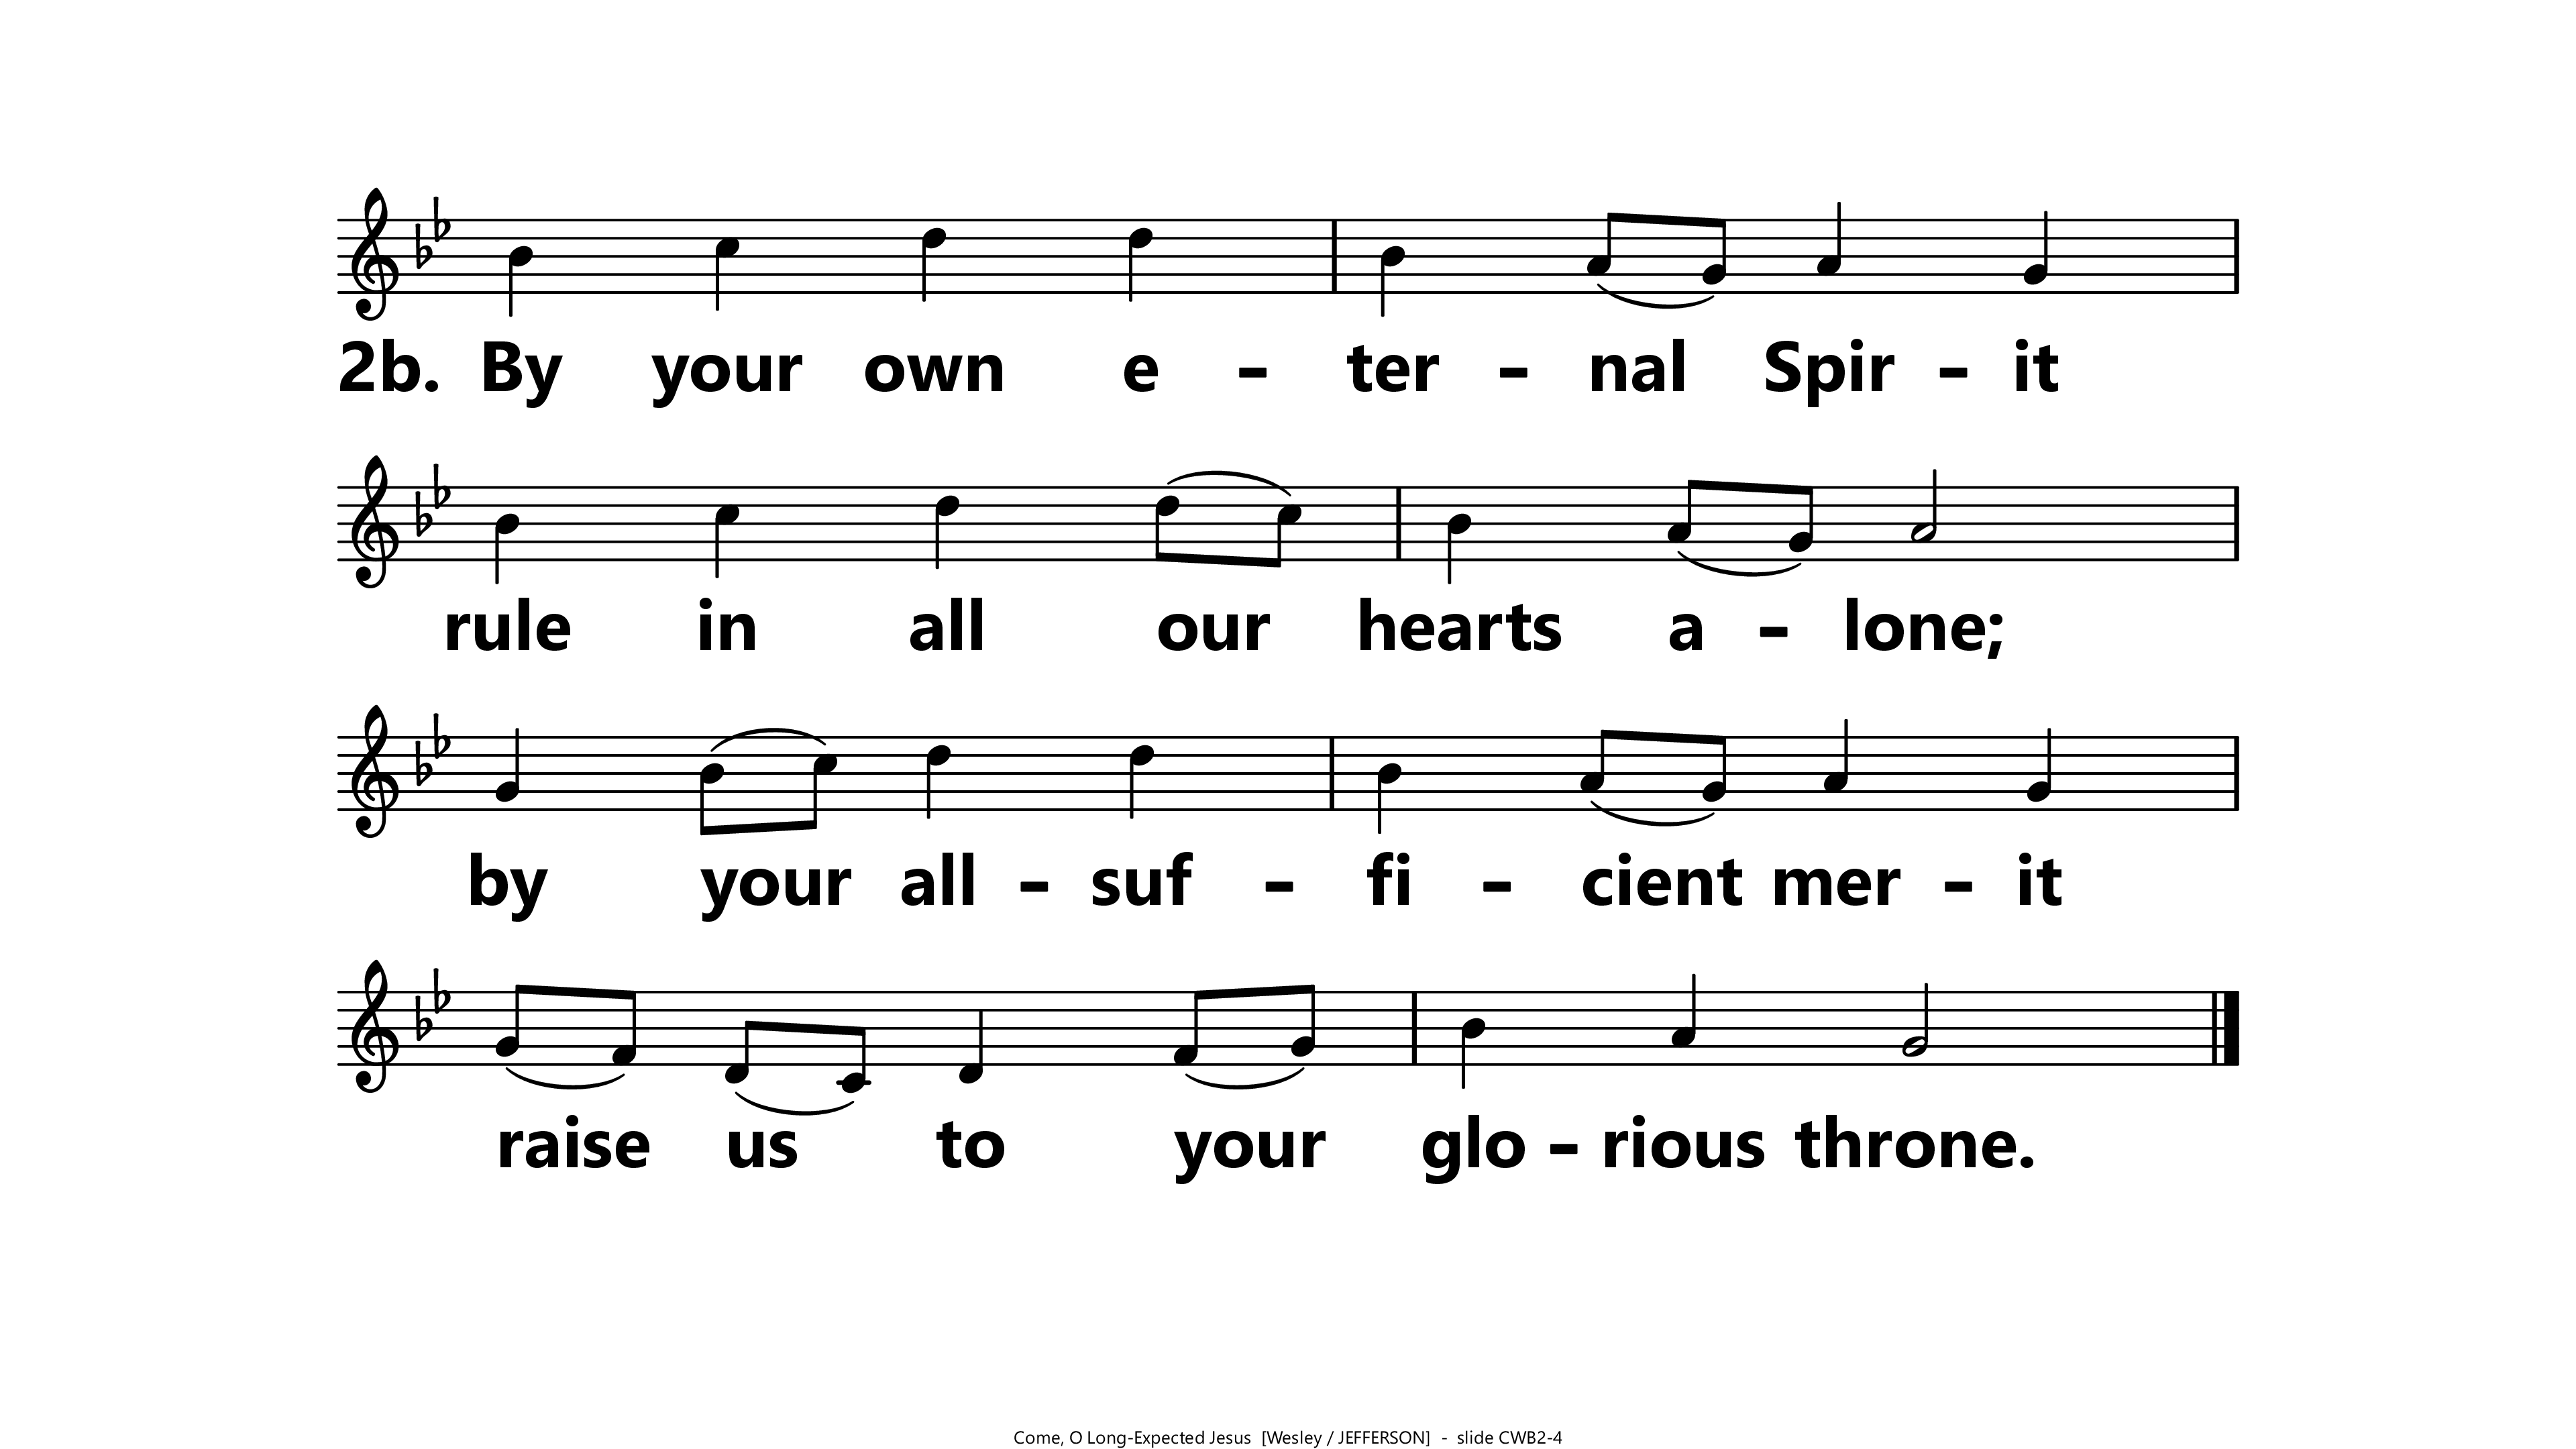 2b. By your own e - ter - nal Spir - it
rule in all our hearts a - lone;
by your all - suf - fi - cient mer - it
raise us to your glo - rious throne.
Come, O Long-Expected Jesus [Wesley / JEFFERSON] - slide CWB2-4